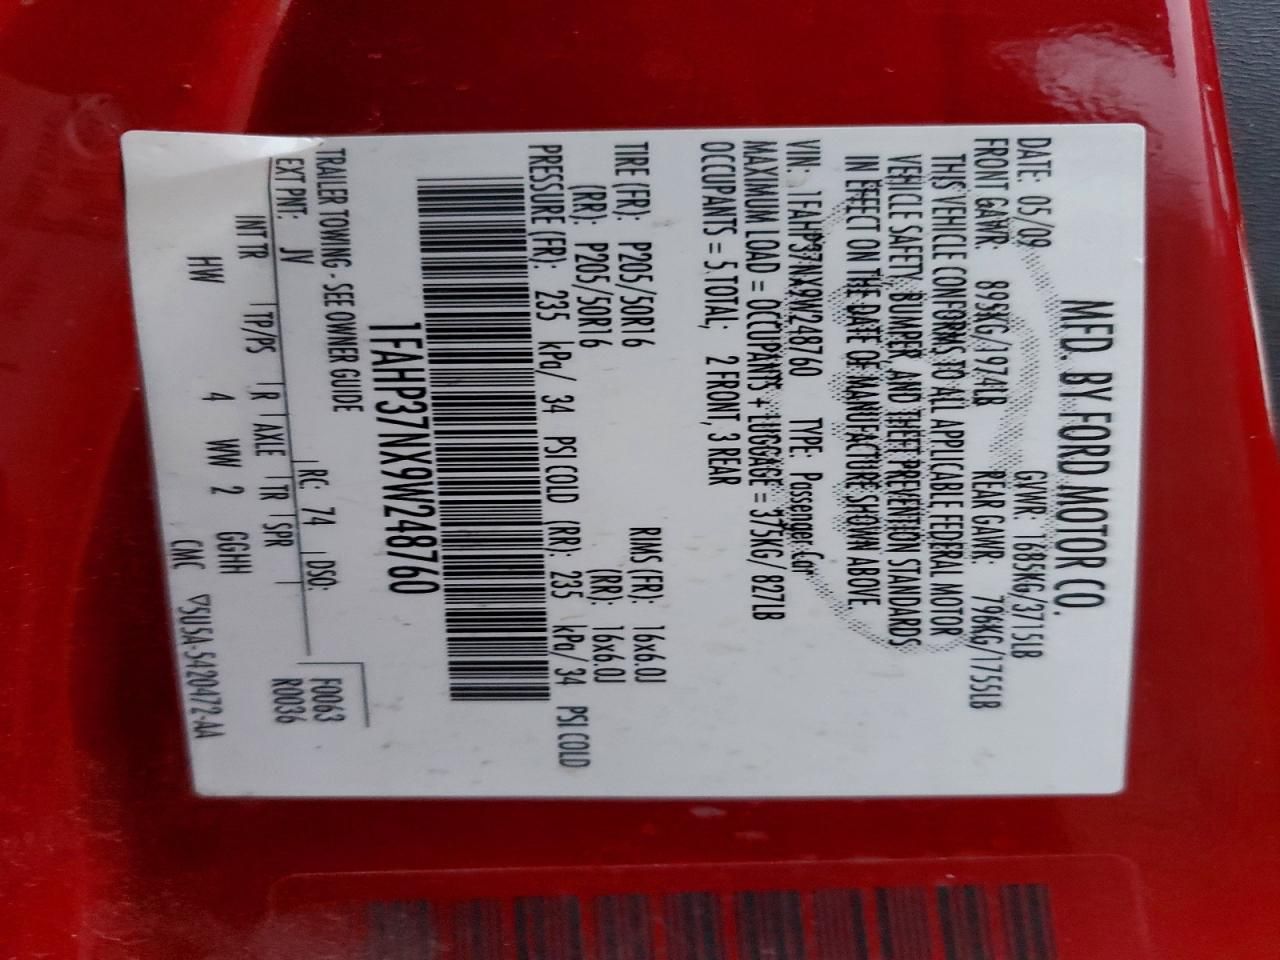 MFD. BY FORD MOTOR CO.
DATE: 05/09 GVWR: 1685KG/3715LB
FRONT GAWR: 895KG/1974LB REAR GAWR: 796KG/1755LB
THIS VEHICLE CONFORMS TO ALL APPLICABLE FEDERAL MOTOR
VEHICLE SAFETY, BUMPER, AND THEFT PREVENTION STANDARDS
IN EFFECT ON THE DATE OF MANUFACTURE SHOWN ABOVE.
VIN: 1FAHP37NX9W248760 TYPE: Passenger Car
MAXIMUM LOAD = OCCUPANTS + LUGGAGE = 375KG/ 827LB
OCCUPANTS = 5 TOTAL; 2 FRONT, 3 REAR
TIRE (FR): P205/50R16 RIMS (FR): 16x6.0J
(RR): P205/50R16 (RR): 16x6.0J
PRESSURE (FR): 235 kPa/ 34 PSI COLD (RR): 235 kPa/ 34 PSI COLD
1FAHP37NX9W248760
F0063
TRAILER TOWING - SEE OWNER GUIDE R0036
EXT PNT: JV RC: 74 DSO:
INT TR TP/PS R AXLE TR SPR
HW 4 WW 2 GGHH
CMC ▽5U5A-5420472-AA